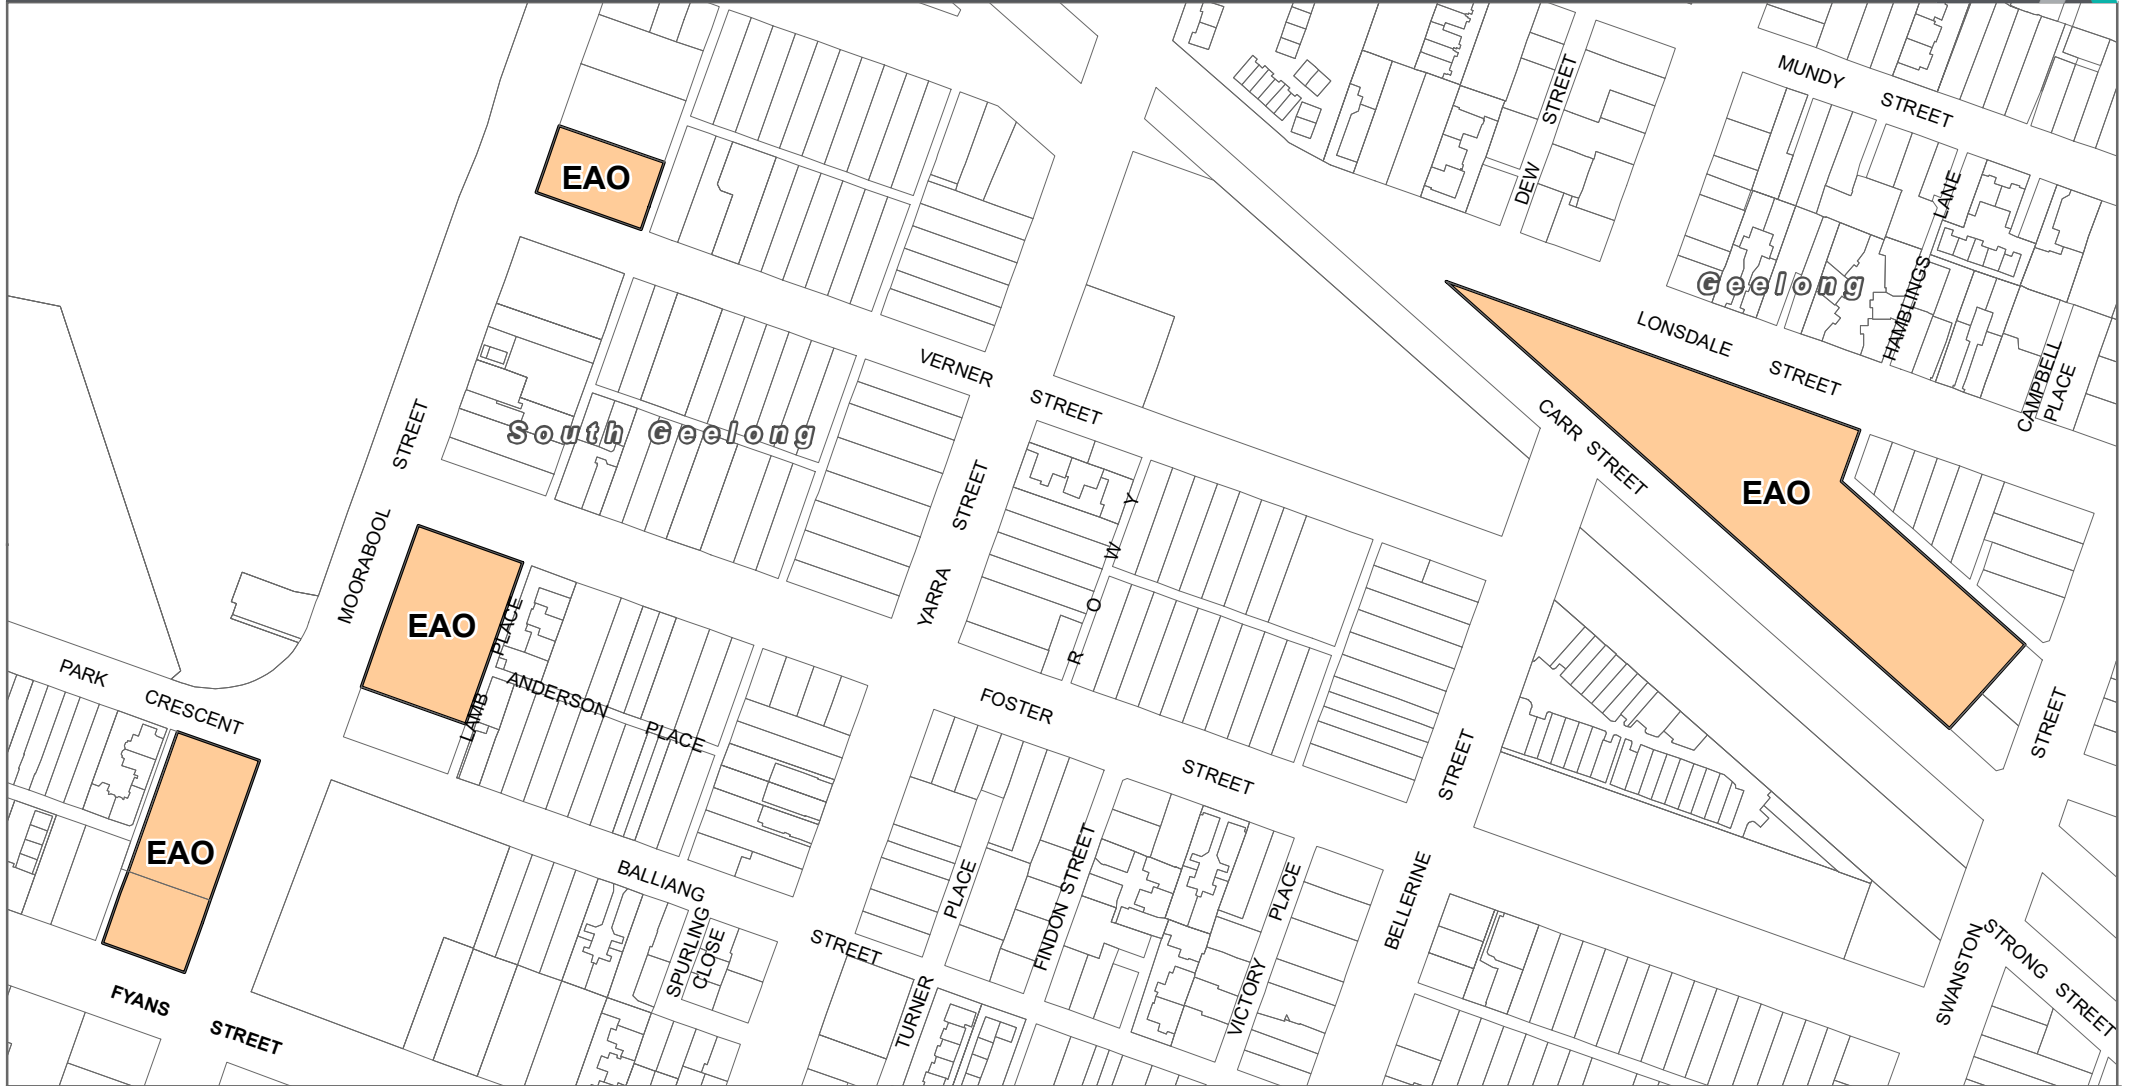 MUNDY
STREET
STREET
DEW
EAO
LANE
HAMBLINGS
Geelong
LONSDALE
STREET
CAMPBELL
PLACE
VERNER
STREET
CARR STREET
EAO
STREET
MOORABOOL
South Geelong
STREET
YARRA
ROWY
EAO
PLACE
LAMB
ANDERSON
PLACE
PARK
CRESCENT
FOSTER
STREET
STREET
BELLERINE
STREET
SWANSTON
EAO
BALLIANG
STREET
SPURLING
CLOSE
PLACE
TURNER
FINDON STREET
PLACE
VICTORY
STRONG
STREET
FYANS
STREET